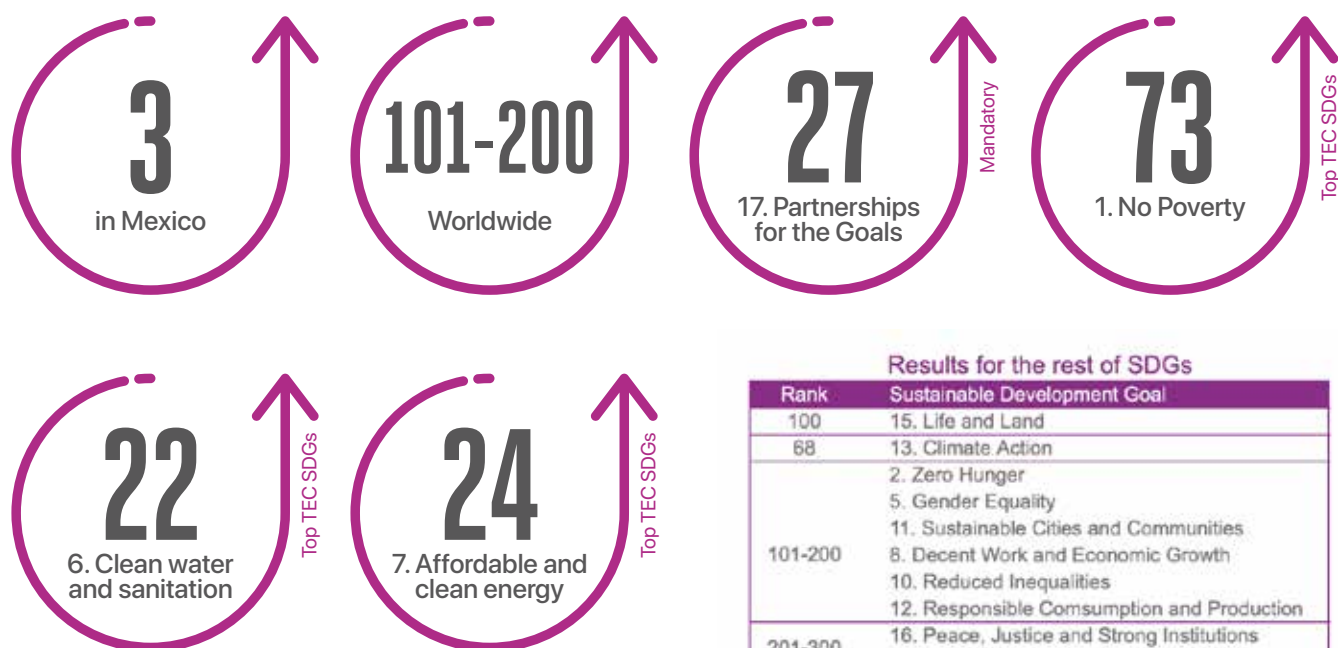 3
in Mexico
101-200
Worldwide
27
17. Partnerships
for the Goals
Mandatory
73
1. No Poverty
Top TEC SDGs
22
6. Clean water
and sanitation
Top TEC SDGs
24
7. Affordable and
clean energy
Top TEC SDGs
Results for the rest of SDGs
Rank Sustainable Development Goal
100 15. Life and Land
68 13. Climate Action
2. Zero Hunger
5. Gender Equality
11. Sustainable Cities and Communities
101-200 8. Decent Work and Economic Growth
10. Reduced Inequalities
12. Responsible Comsumption and Production
16. Peace, Justice and Strong Institutions
201-300